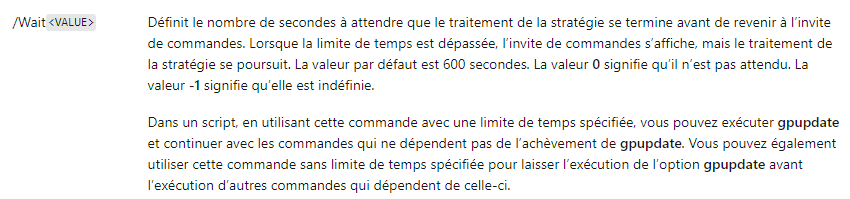 /Wait <VALUE> Définit le nombre de secondes à attendre que le traitement de la stratégie se termine avant de revenir à l’invite
de commandes. Lorsque la limite de temps est dépassée, l’invite de commandes s’affiche, mais le traitement de
la stratégie se poursuit. La valeur par défaut est 600 secondes. La valeur 0 signifie qu’il n’est pas attendu. La
valeur -1 signifie qu’elle est indéfinie.
Dans un script, en utilisant cette commande avec une limite de temps spécifiée, vous pouvez exécuter gpupdate
et continuer avec les commandes qui ne dépendent pas de l’achèvement de gpupdate. Vous pouvez également
utiliser cette commande sans limite de temps spécifiée pour laisser l’exécution de l’option gpupdate avant
l’exécution d’autres commandes qui dépendent de celle-ci.